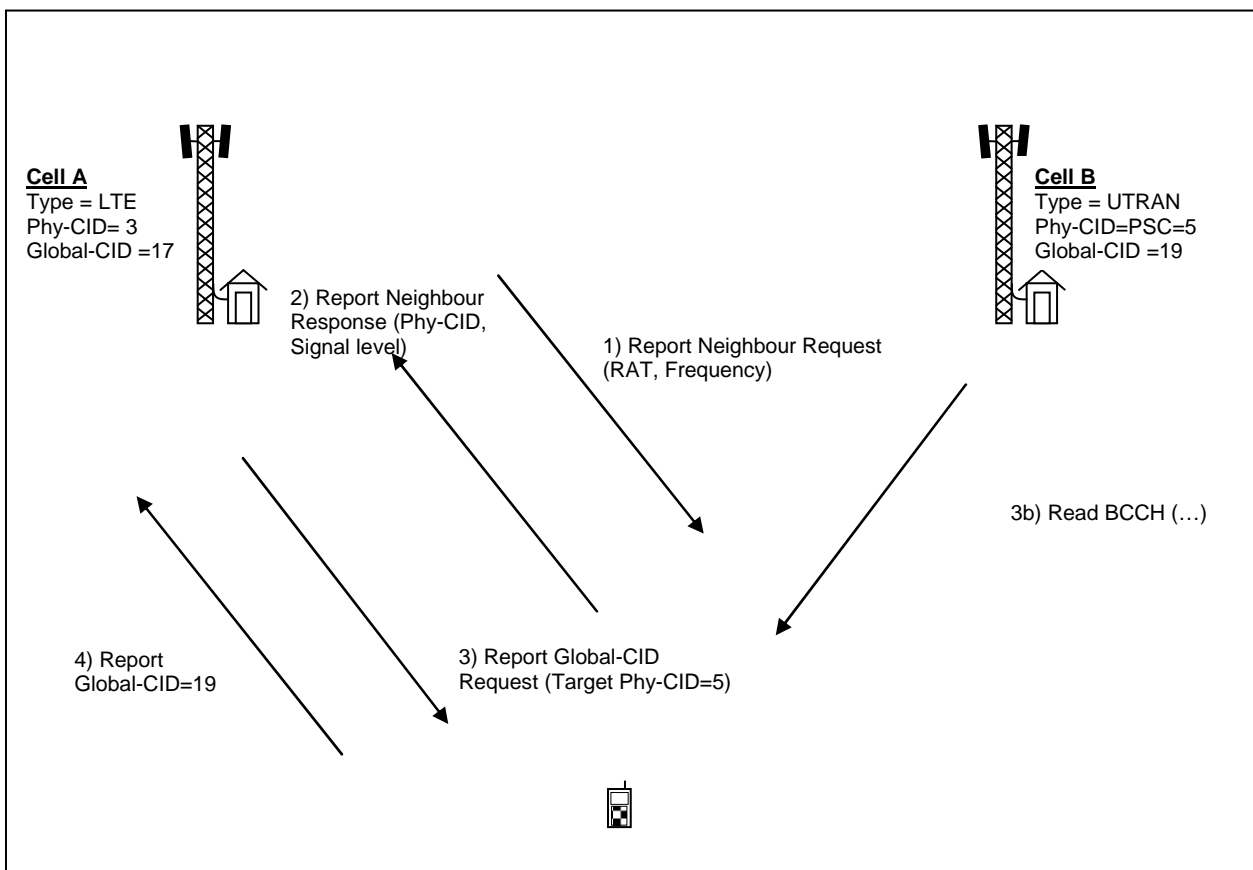 Cell A
Type = LTE
Phy-CID= 3
Global-CID =17
Cell B
Type = UTRAN
Phy-CID=PSC=5
Global-CID =19
2) Report Neighbour
Response (Phy-CID,
Signal level)
1) Report Neighbour Request
(RAT, Frequency)
3b) Read BCCH (…)
4) Report
Global-CID=19
3) Report Global-CID
Request (Target Phy-CID=5)